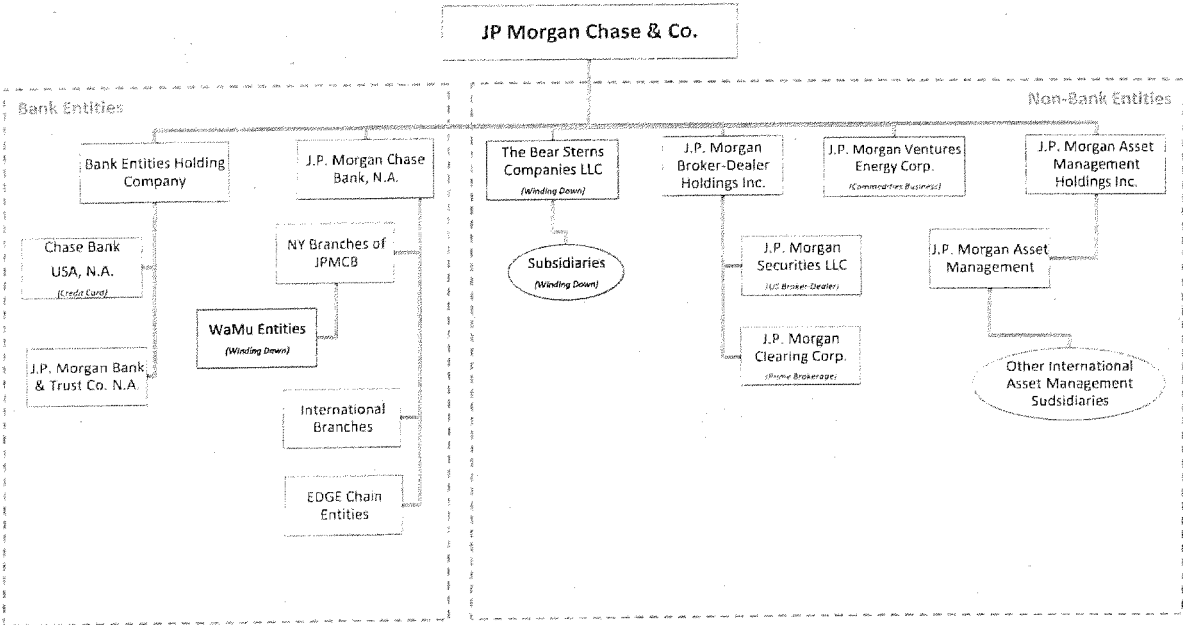 JP Morgan Chase & Co.
Bank Entities
Non-Bank Entities
Bank Entities Holding
Company
J.P. Morgan Chase
Bank, N.A.
The Bear Sterns
Companies LLC
(Winding Down)
J.P. Morgan
Broker-Dealer
Holdings Inc.
J.P. Morgan Ventures
Energy Corp.
(Commodities Business)
J.P. Morgan Asset
Management
Holdings Inc.
Chase Bank
USA, N.A.
(Credit Card)
NY Branches of
JPMCB
Subsidiaries
(Winding Down)
J.P. Morgan
Securities LLC
(US Broker-Dealer)
J.P. Morgan Asset
Management
WaMu Entities
(Winding Down)
J.P. Morgan Bank
& Trust Co. N.A.
J.P. Morgan
Clearing Corp.
(Prime Brokerage)
Other International
Asset Management
Sudsidiaries
International
Branches
EDGE Chain
Entities